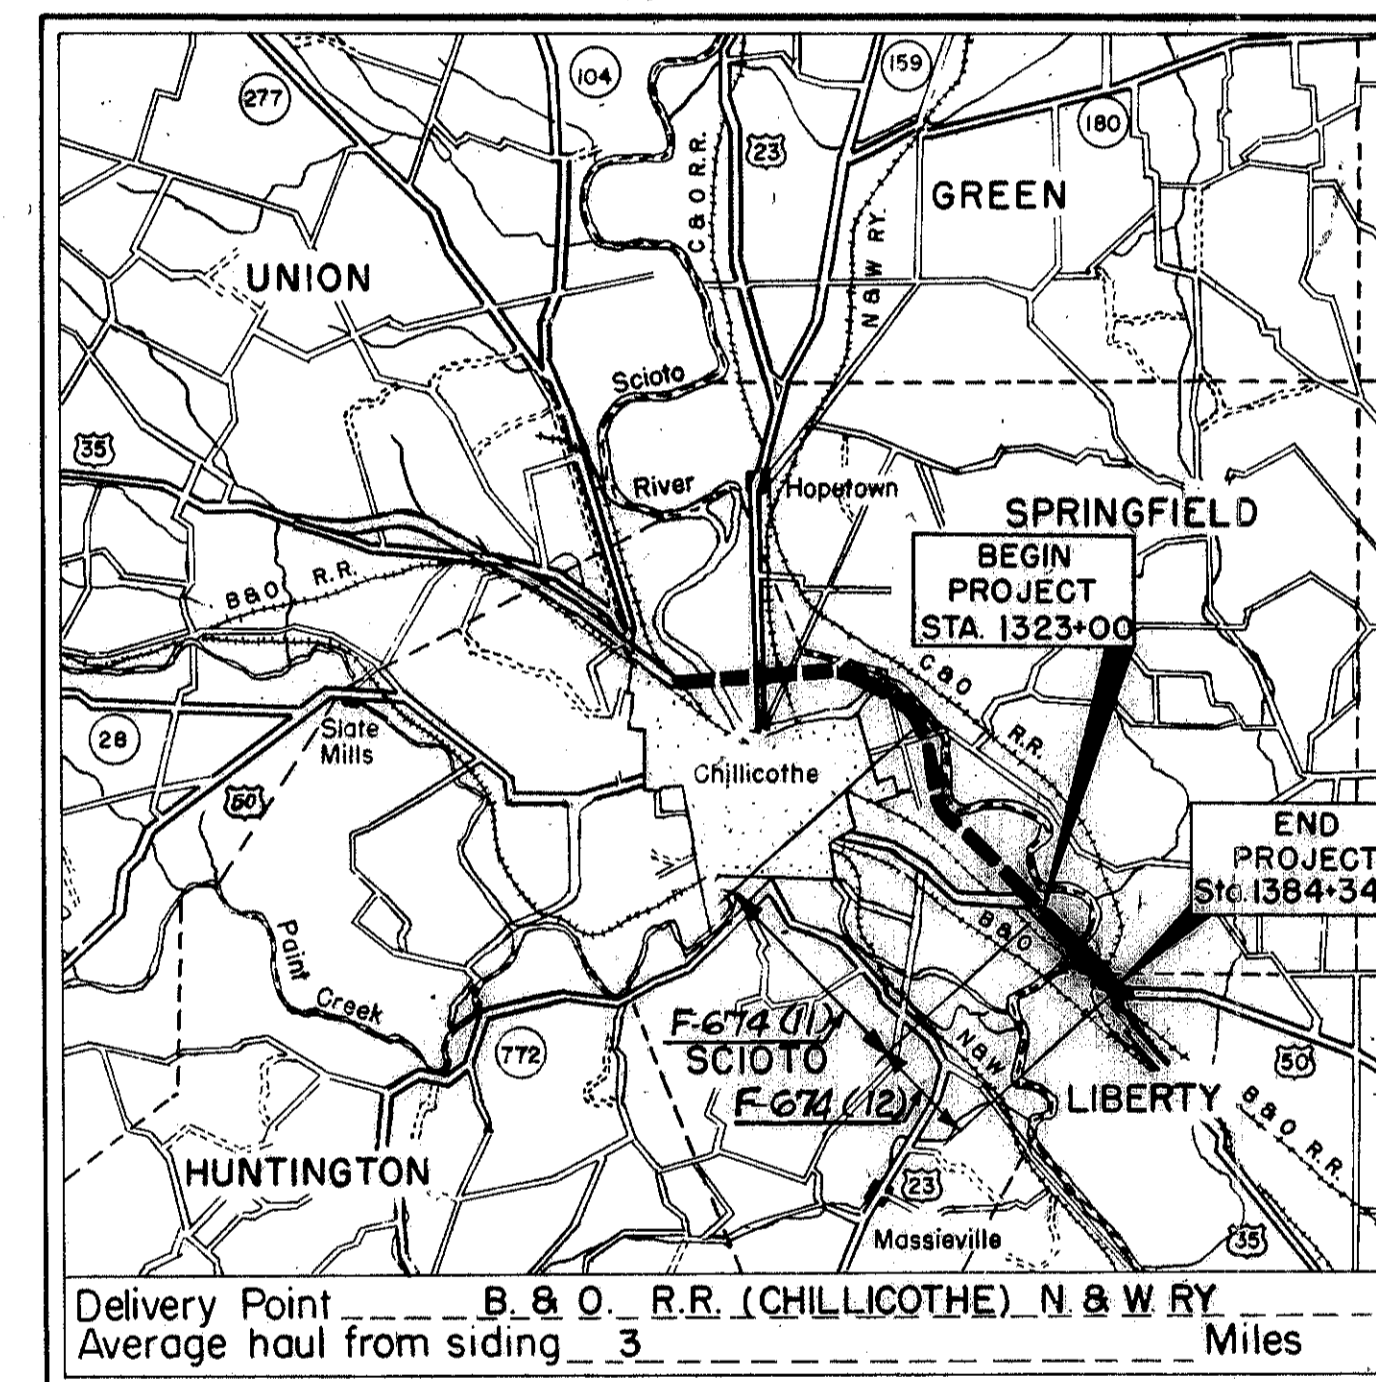 277
104
159
180
C & O R.R.
23
N & W RY.
GREEN
UNION
Scioto
35
River
Hopetown
SPRINGFIELD
BEGIN
PROJECT
STA. 1323+00
B & O R.R.
C & O R.R.
28
Slate
Mills
50
Chillicothe
END
PROJECT
Sta. 1384+34
B & O
Paint
Creek
F-674 (11)
SCIOTO
F-674 (12)
N & W
772
50
LIBERTY
B & O R.R.
HUNTINGTON
23
Massieville
35
Delivery Point B. & O. R.R. (CHILLICOTHE) N. & W. RY
Average haul from siding 3 Miles